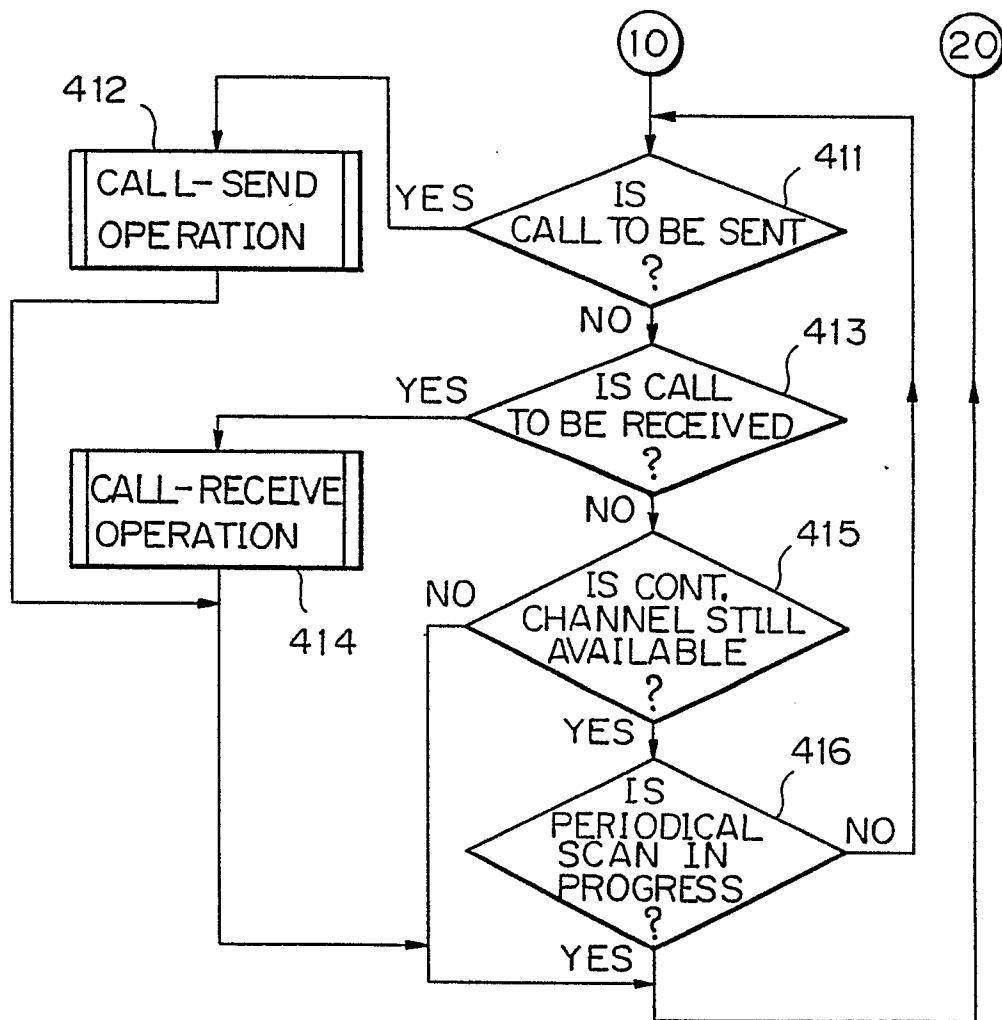 10
20
412
CALL-SEND
OPERATION
YES
411
IS
CALL TO BE SENT
?
NO
413
YES
IS CALL
TO BE RECEIVED
?
CALL-RECEIVE
OPERATION
414
NO
415
NO
IS CONT.
CHANNEL STILL
AVAILABLE
?
YES
416
IS
PERIODICAL
SCAN IN
PROGRESS
?
NO
YES